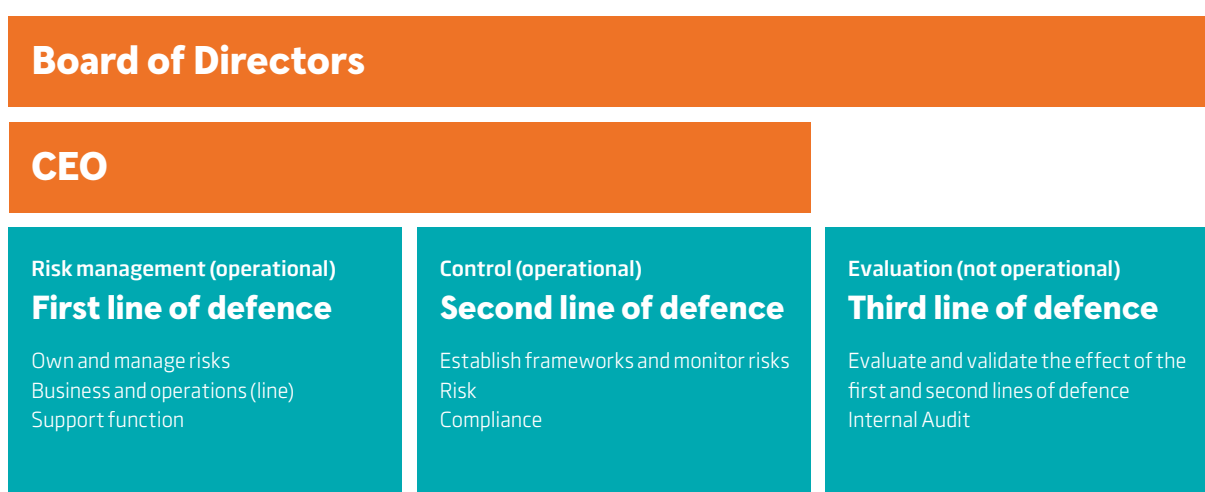 Board of Directors
CEO
Risk management (operational)
First line of defence
Own and manage risks
Business and operations (line)
Support function
Control (operational)
Second line of defence
Establish frameworks and monitor risks
Risk
Compliance
Evaluation (not operational)
Third line of defence
Evaluate and validate the effect of the
first and second lines of defence
Internal Audit